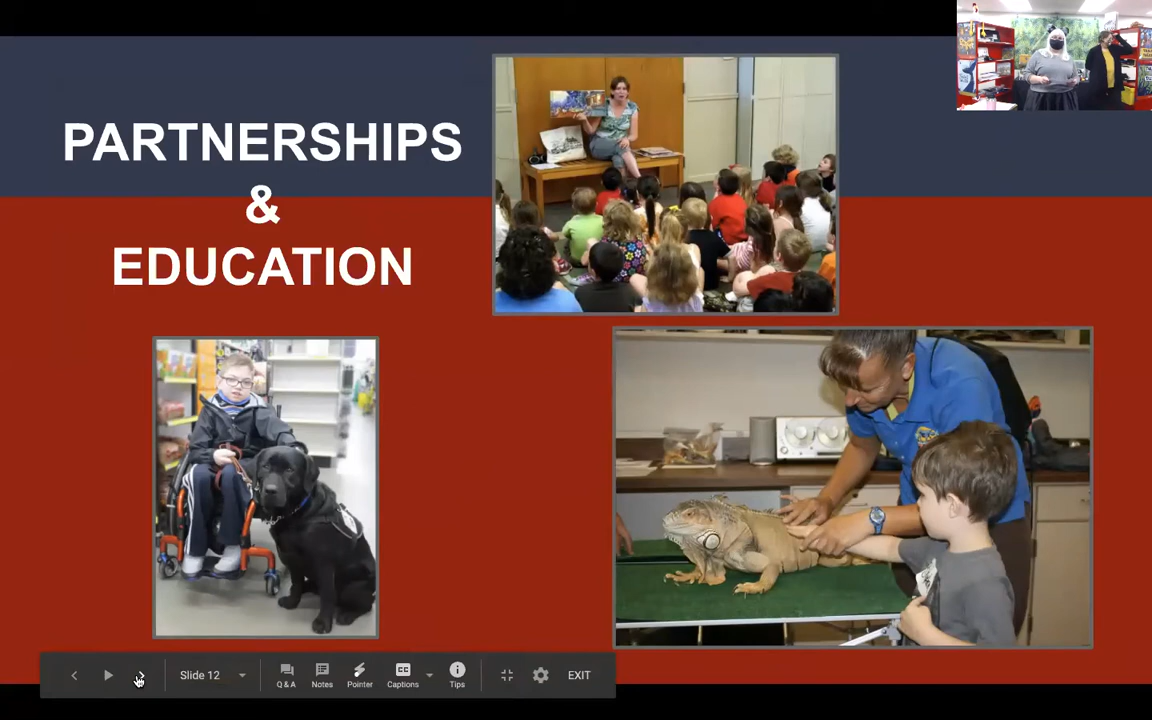 PARTNERSHIPS
&
EDUCATION
Slide 12
Q & A
Notes
Pointer
Captions
CC
Tips
EXIT